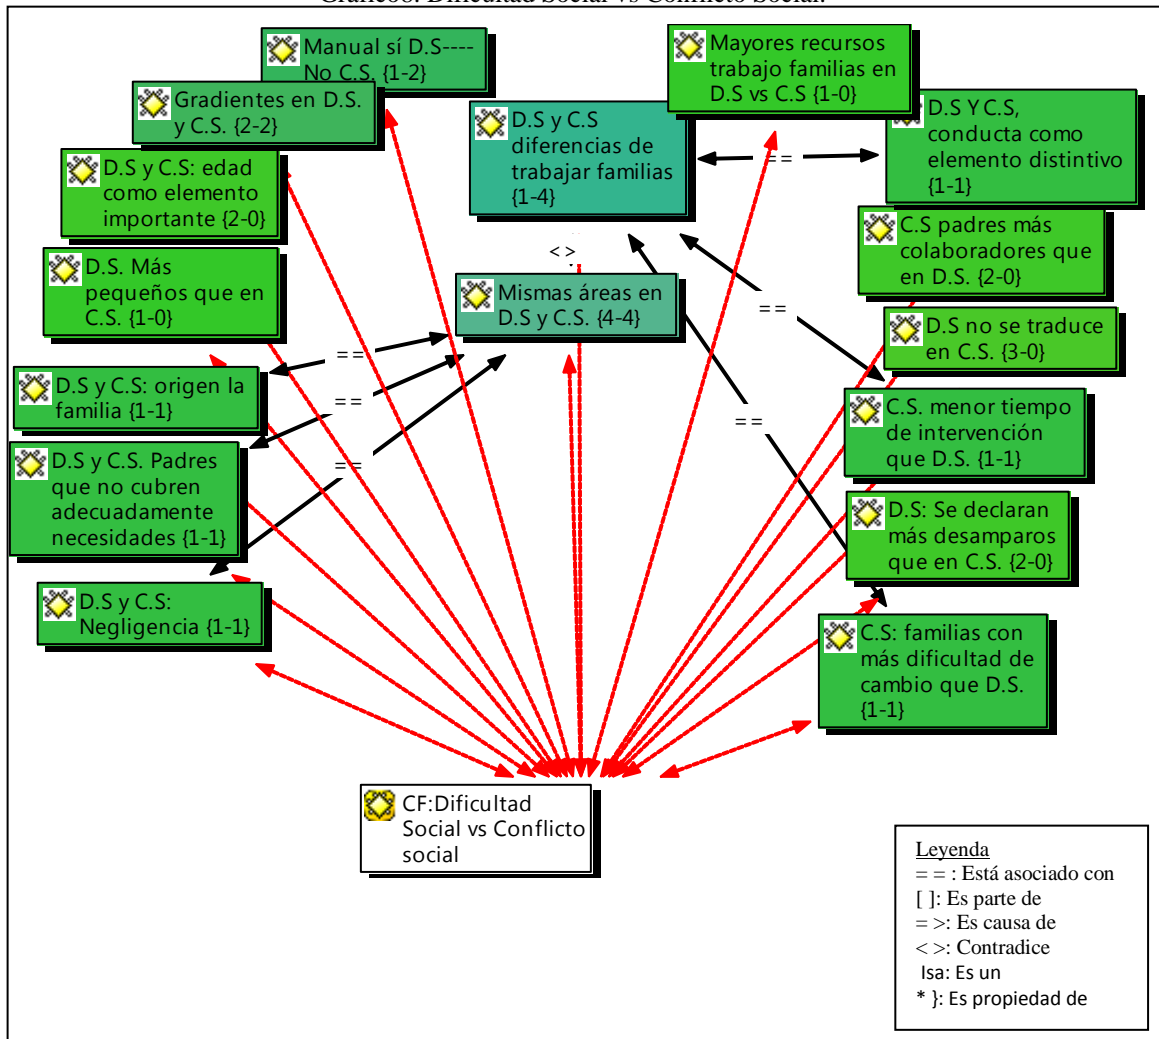 Gráfico8. Dificultad Social vs Conflicto Social.
Manual sí D.S----
No C.S. {1-2}
Mayores recursos
trabajo familias en
D.S vs C.S {1-0}
Gradientes en D.S.
y C.S. {2-2}
D.S y C.S
diferencias de
trabajar familias
{1-4}
D.S Y C.S,
conducta como
elemento distintivo
{1-1}
= =
D.S y C.S: edad
como elemento
importante {2-0}
C.S padres más
colaboradores que
en D.S. {2-0}
< >
D.S. Más
pequeños que en
C.S. {1-0}
Mismas áreas en
D.S y C.S. {4-4}
= =
D.S no se traduce
en C.S. {3-0}
= =
D.S y C.S: origen la
familia {1-1}
= =
= =
C.S. menor tiempo
de intervención
que D.S. {1-1}
D.S y C.S. Padres
que no cubren
adecuadamente
necesidades {1-1}
= =
D.S: Se declaran
más desamparos
que en C.S. {2-0}
D.S y C.S:
Negligencia {1-1}
C.S: familias con
más dificultad de
cambio que D.S.
{1-1}
CF:Dificultad
Social vs Conflicto
social
Leyenda
= = : Está asociado con
[ ]: Es parte de
= >: Es causa de
< >: Contradice
Isa: Es un
* }: Es propiedad de